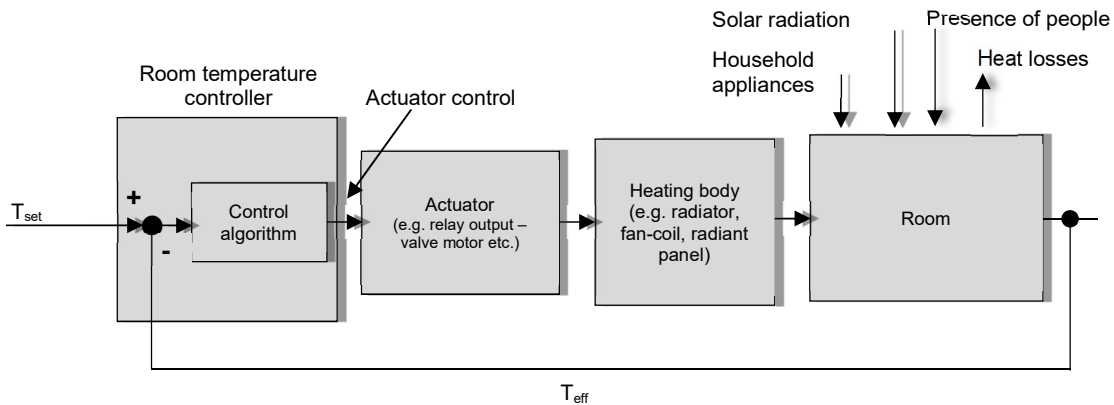 Solar radiation
Presence of people
Household
appliances
Heat losses
Room temperature
controller
Actuator control
+
T_set
-
Control
algorithm
Actuator
(e.g. relay output –
valve motor etc.)
Heating body
(e.g. radiator,
fan-coil, radiant
panel)
Room
T_eff